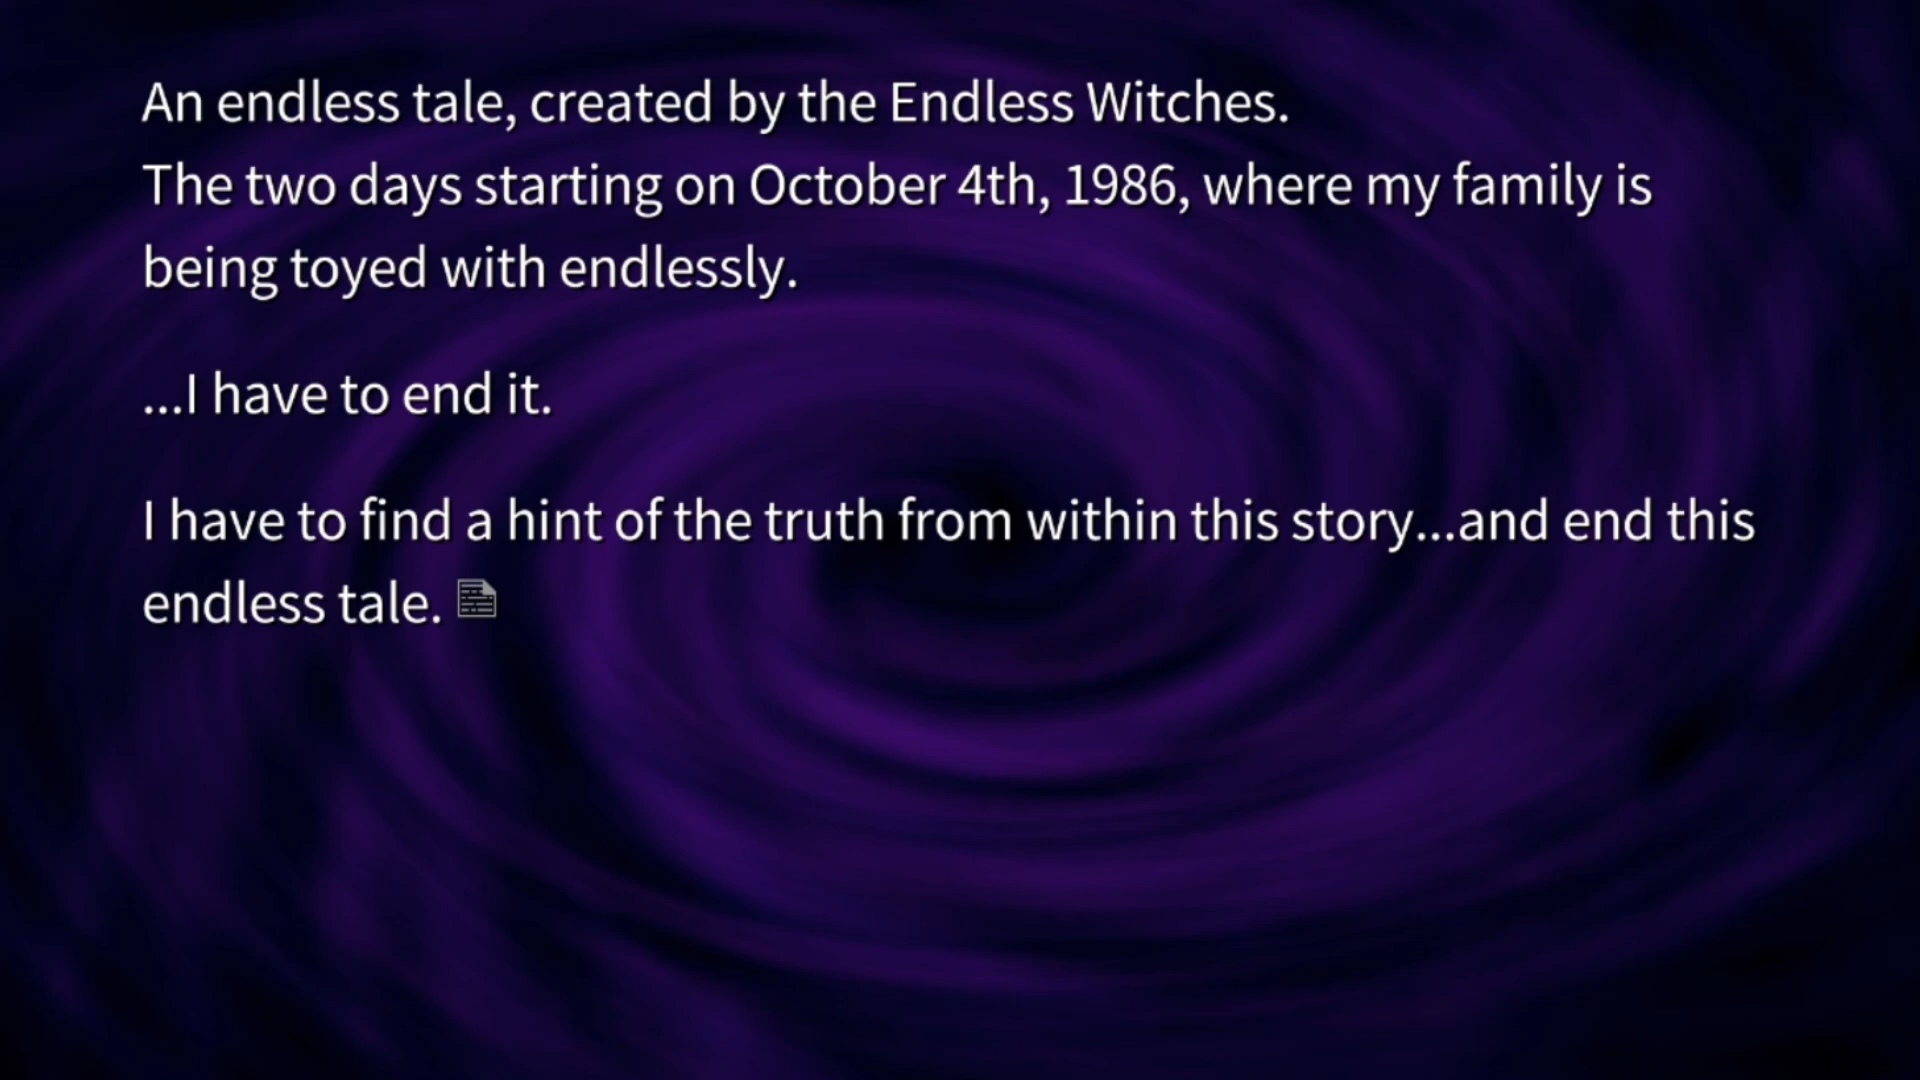 An endless tale, created by the Endless Witches.
The two days starting on October 4th, 1986, where my family is
being toyed with endlessly.
...I have to end it.
I have to find a hint of the truth from within this story...and end this
endless tale.